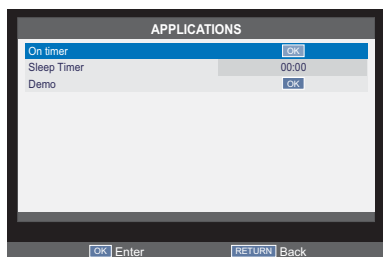 APPLICATIONS
On timer OK
Sleep Timer 00:00
Demo OK
OK Enter RETURN Back